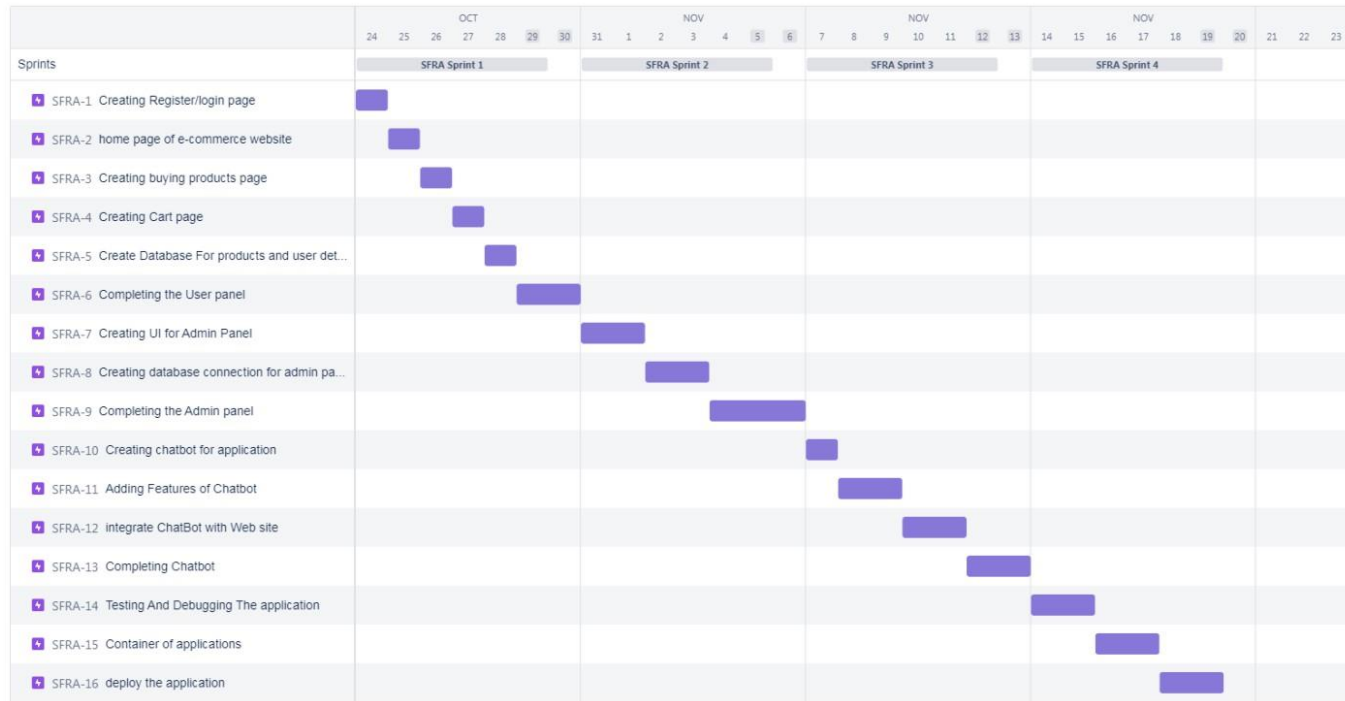 OCT NOV NOV NOV
24 25 26 27 28 29 30 31 1 2 3 4 5 6 7 8 9 10 11 12 13 14 15 16 17 18 19 20 21 22 23
Sprints SFRA Sprint 1 SFRA Sprint 2 SFRA Sprint 3 SFRA Sprint 4
SFRA-1 Creating Register/login page
SFRA-2 home page of e-commerce website
SFRA-3 Creating buying products page
SFRA-4 Creating Cart page
SFRA-5 Create Database For products and user det...
SFRA-6 Completing the User panel
SFRA-7 Creating UI for Admin Panel
SFRA-8 Creating database connection for admin pa...
SFRA-9 Completing the Admin panel
SFRA-10 Creating chatbot for application
SFRA-11 Adding Features of Chatbot
SFRA-12 integrate ChatBot with Web site
SFRA-13 Completing Chatbot
SFRA-14 Testing And Debugging The application
SFRA-15 Container of applications
SFRA-16 deploy the application